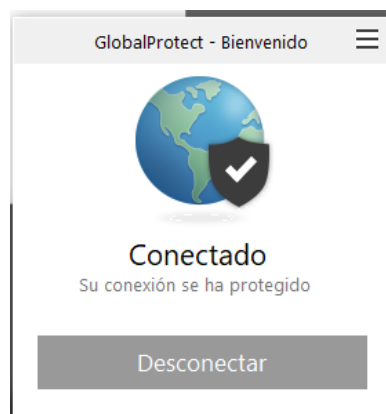 GlobalProtect - Bienvenido
Conectado
Su conexión se ha protegido
Desconectar